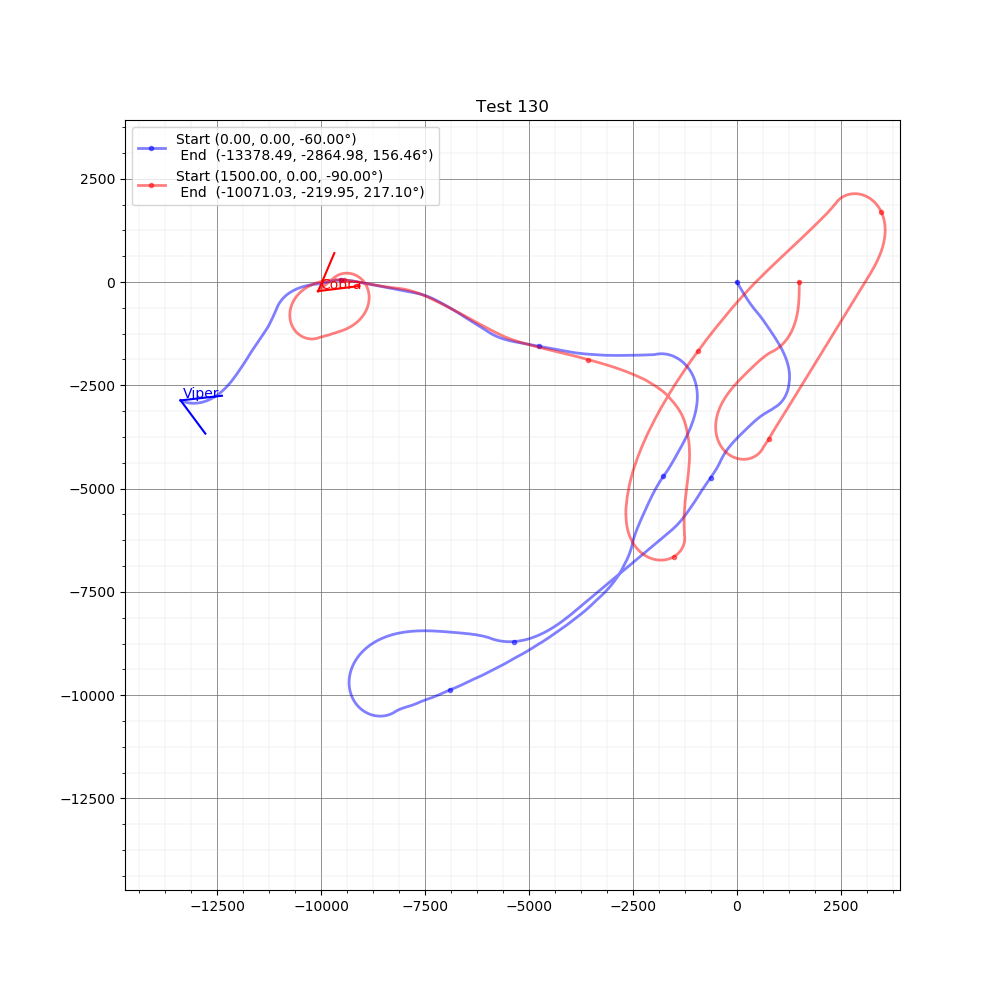 Test 130
Start (0.00, 0.00, -60.00°)
End (-13378.49, -2864.98, 156.46°)
Start (1500.00, 0.00, -90.00°)
End (-10071.03, -219.95, 217.10°)
2500
0
−2500
−5000
−7500
−10000
−12500
Cobra
Viper
−12500
−10000
−7500
−5000
−2500
0
2500